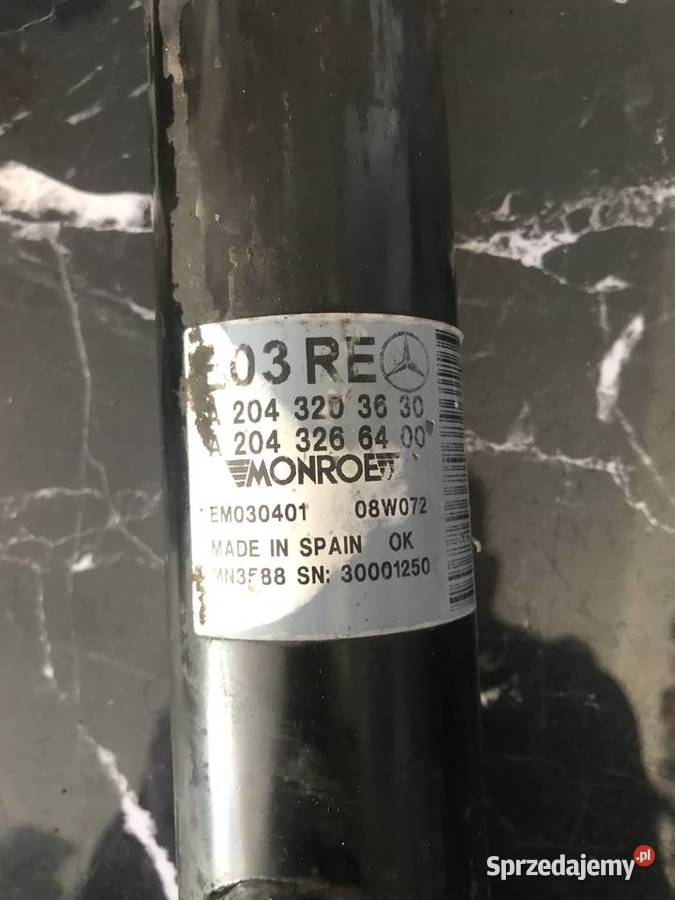 03 RE
A 204 320 36 30
A 204 326 64 00
MONROE
EM030401 08W072
MADE IN SPAIN OK
SN: 30001250
Sprzedajemy.pl